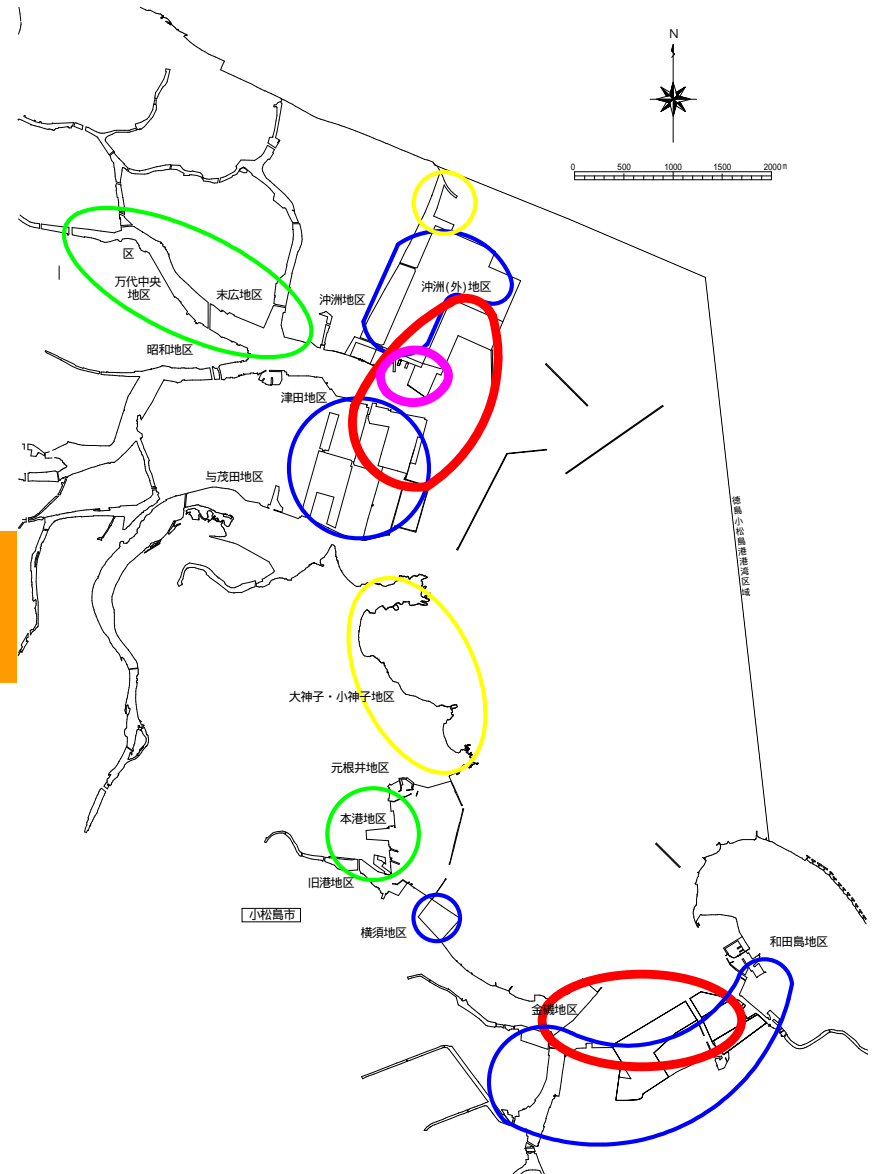 N
0 500 1000 1500 2000m
区
万代中央
地区
末広地区
沖洲地区
沖洲(外)地区
昭和地区
津田地区
与茂田地区
徳島小松島港港湾区域
大神子・小神子地区
元根井地区
本港地区
旧港地区
小松島市
横須地区
和田島地区
金磯地区